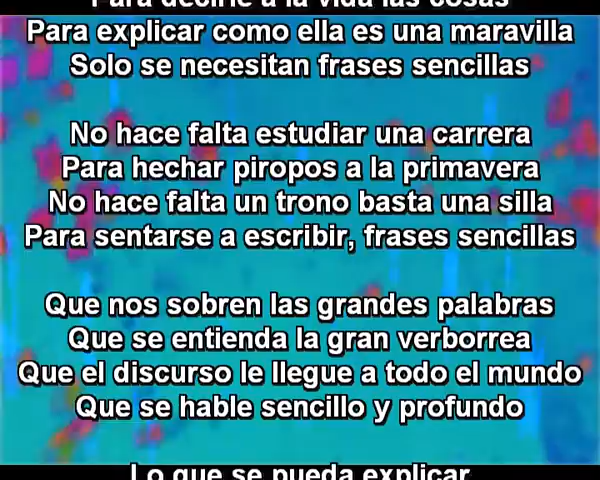 Para decirle a la vida las cosas
Para explicar como ella es una maravilla
Solo se necesitan frases sencillas
No hace falta estudiar una carrera
Para hechar piropos a la primavera
No hace falta un trono basta una silla
Para sentarse a escribir, frases sencillas
Que nos sobren las grandes palabras
Que se entienda la gran verborrea
Que el discurso le llegue a todo el mundo
Que se hable sencillo y profundo
Lo que se pueda explicar